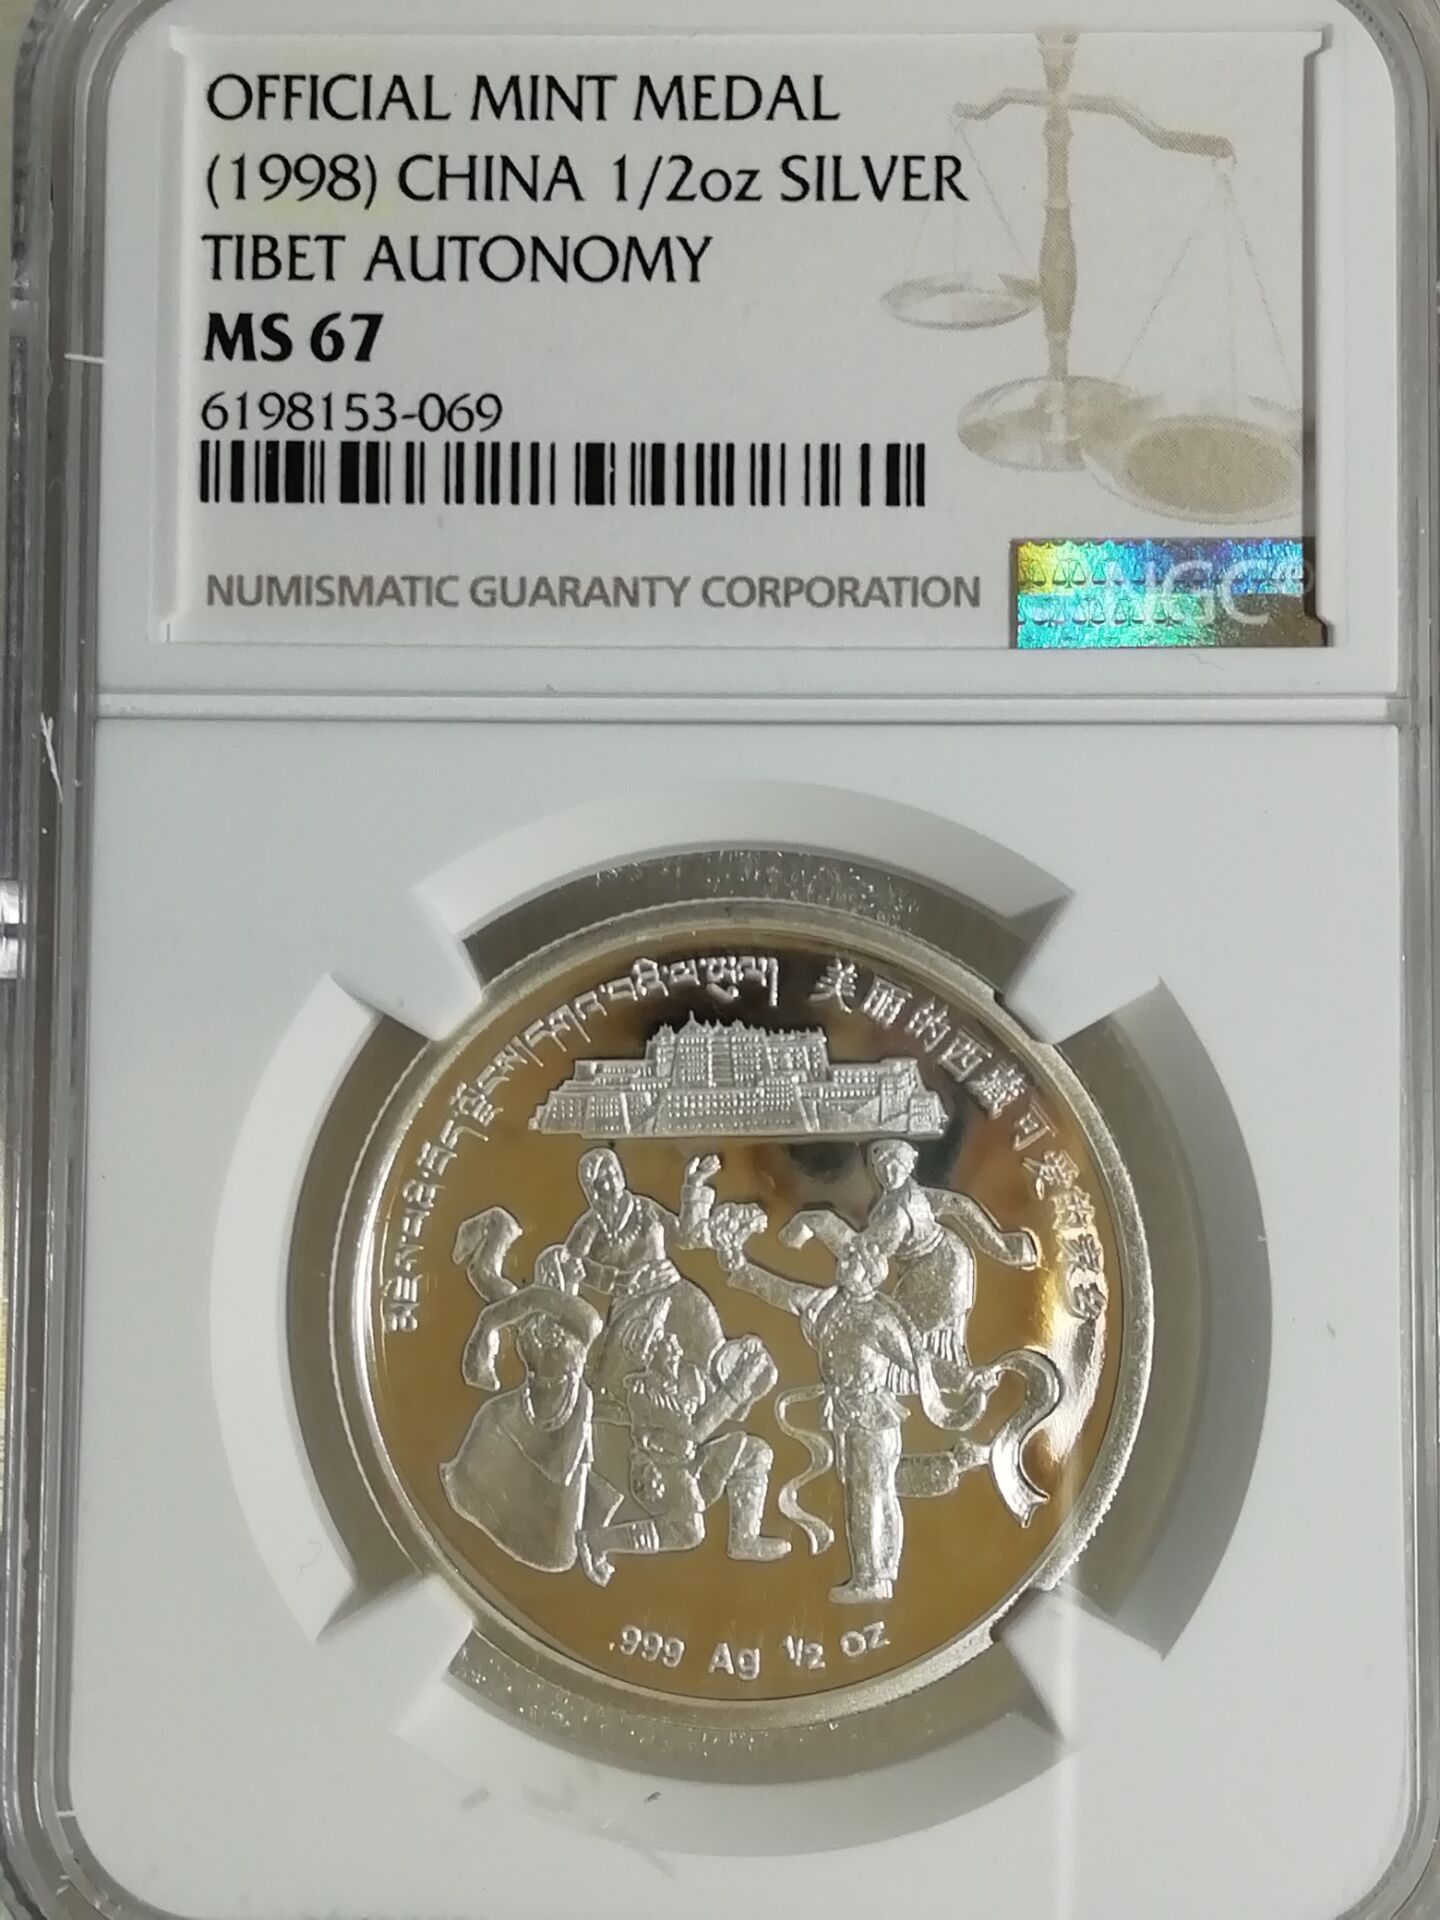 OFFICIAL MINT MEDAL
(1998) CHINA 1/2oz SILVER
TIBET AUTONOMY
MS 67
6198153-069
NUMISMATIC GUARANTY CORPORATION
NGC
美丽的西藏可爱的家乡
.999 Ag 1/2 OZ